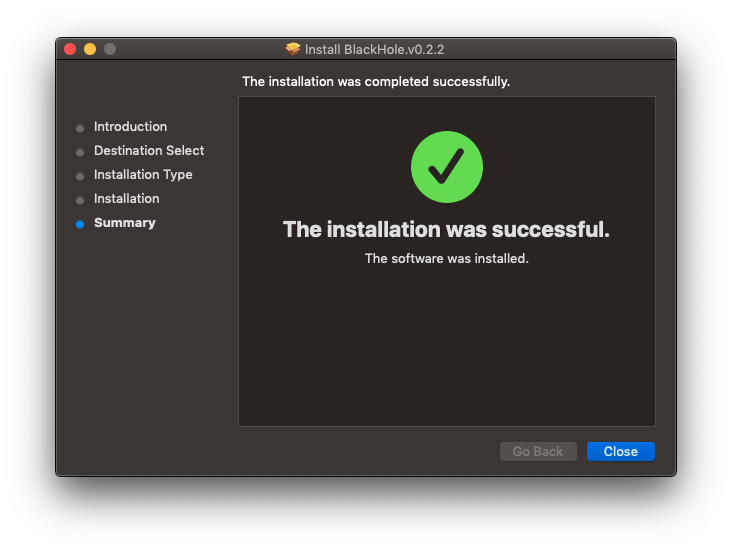 Install BlackHole.v0.2.2
The installation was completed successfully.
Introduction
Destination Select
Installation Type
Installation
Summary
The installation was successful.
The software was installed.
Go Back
Close